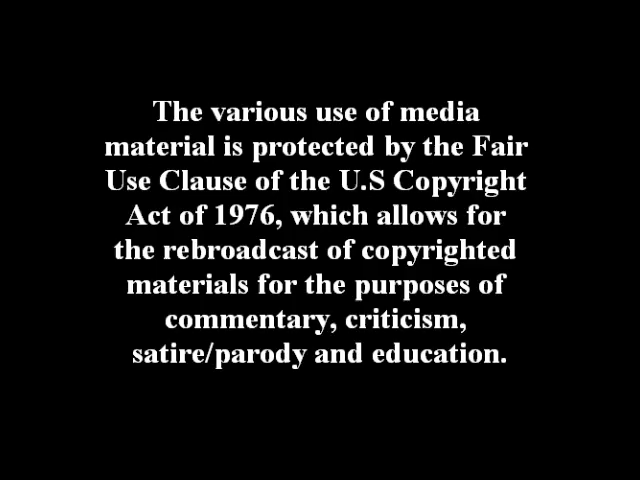 The various use of media
material is protected by the Fair
Use Clause of the U.S Copyright
Act of 1976, which allows for
the rebroadcast of copyrighted
materials for the purposes of
commentary, criticism,
satire/parody and education.